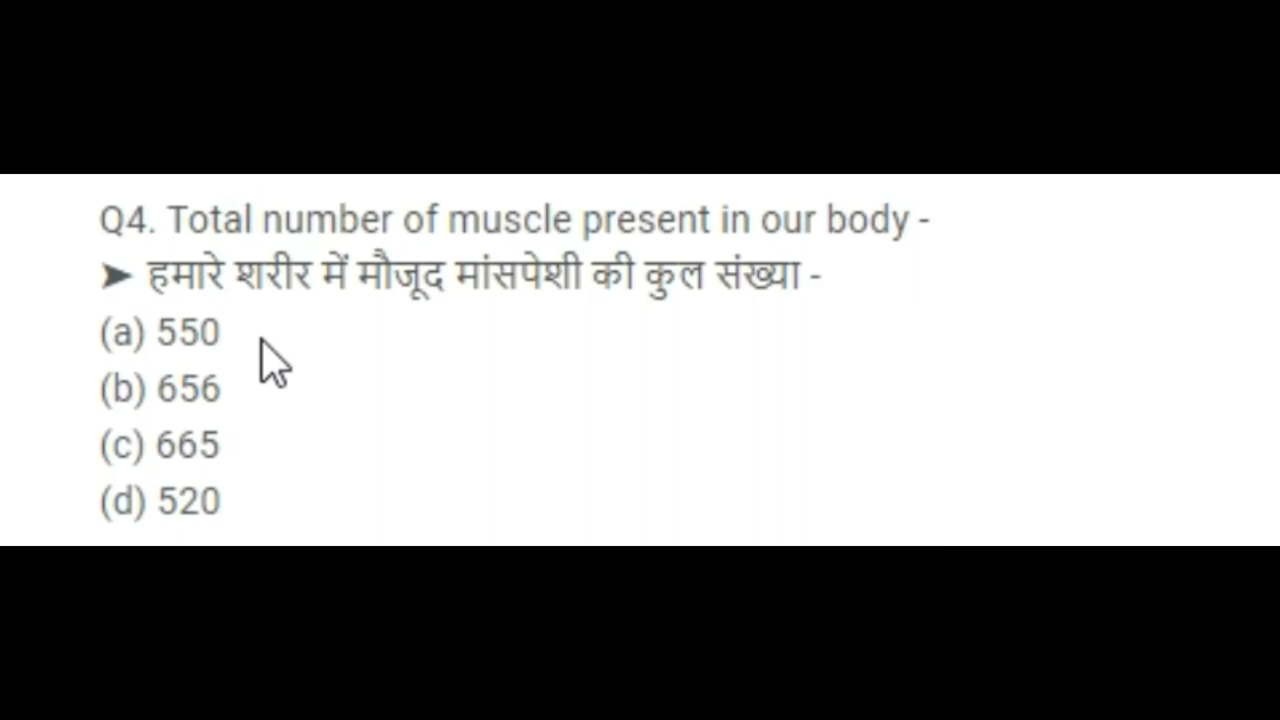 Q4. Total number of muscle present in our body -
➤ हमारे शरीर में मौजूद मांसपेशी की कुल संख्या -
(a) 550
(b) 656
(c) 665
(d) 520